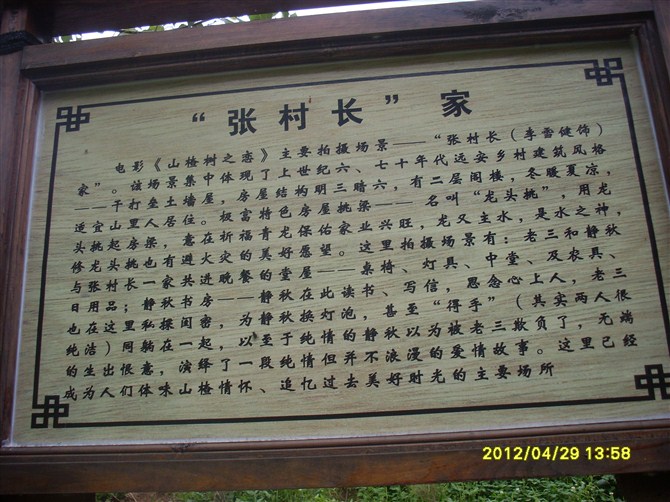 “张村长”家
电影《山楂树之恋》主要拍摄场景——“张村长（李雪健饰）
家”。该场景集中体现了上世纪六、七十年代远安乡村建筑风格
——干打垒土墙屋，房屋结构明三暗六，有二层阁楼，冬暖夏凉，
适宜山里人居住。极富特色房屋挑梁——名叫“龙头挑”，用龙
头挑起房梁，意在祈福青龙保佑家业兴旺，龙又主水，是水之神，
修龙头挑也有避火灾的美好愿望。这里拍摄场景有：老三和静秋
与张村长一家共进晚餐的堂屋——桌椅、灯具、中堂、及农具、
日用品；静秋书房——静秋在此读书、写信，思念心上人，老三
也在这里私探闺密，为静秋换灯泡，甚至“得手”（其实两人很
纯洁）同躺在一起，以至于纯情的静秋以为被老三欺负了，无端
的生出恨意，演绎了一段纯情但并不浪漫的爱情故事。这里已经
成为人们体味山楂情怀、追忆过去美好时光的主要场所
2012/04/29 13:58